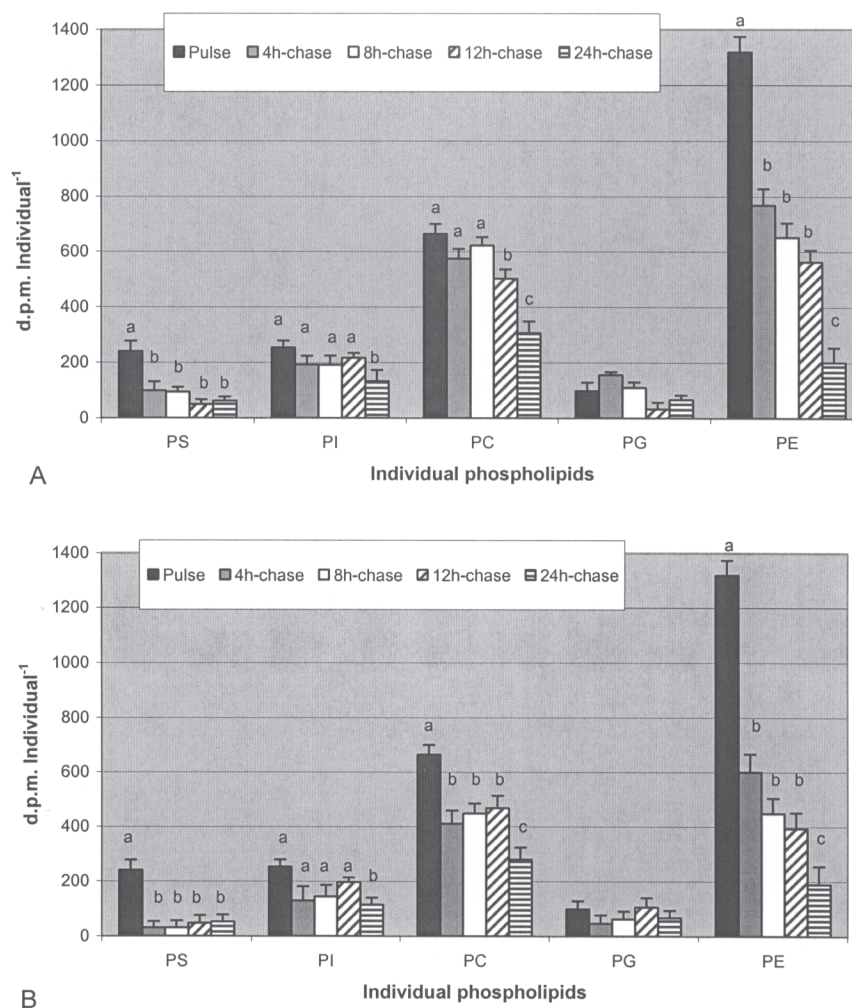 Pulse 4h-chase 8h-chase 12h-chase 24h-chase
1400
1200
1000
800
600
400
200
0
d.p.m. Individual-1
a b b b b
a a a a b
a a a b c
a b b b c
PS PI PC PG PE
Individual phospholipids
A
Pulse 4h-chase 8h-chase 12h-chase 24h-chase
1400
1200
1000
800
600
400
200
0
d.p.m. Individual-1
a b b b b
a a a a b
a b b b c
a b b b c
PS PI PC PG PE
Individual phospholipids
B